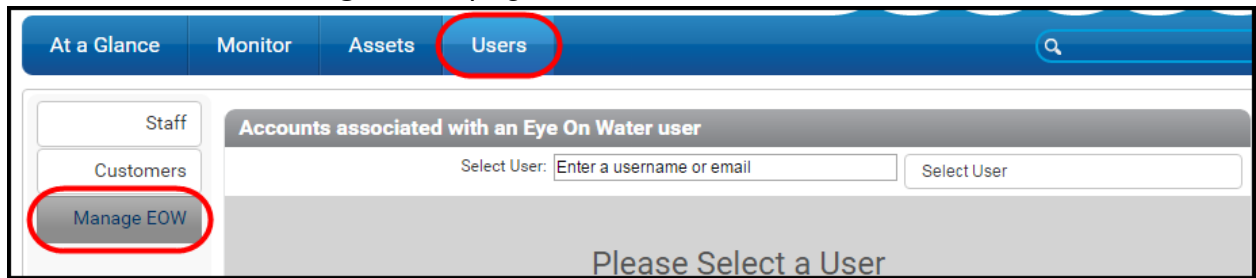 At a Glance Monitor Assets Users
Staff
Customers
Manage EOW
Accounts associated with an Eye On Water user
Select User: Enter a username or email Select User
Please Select a User